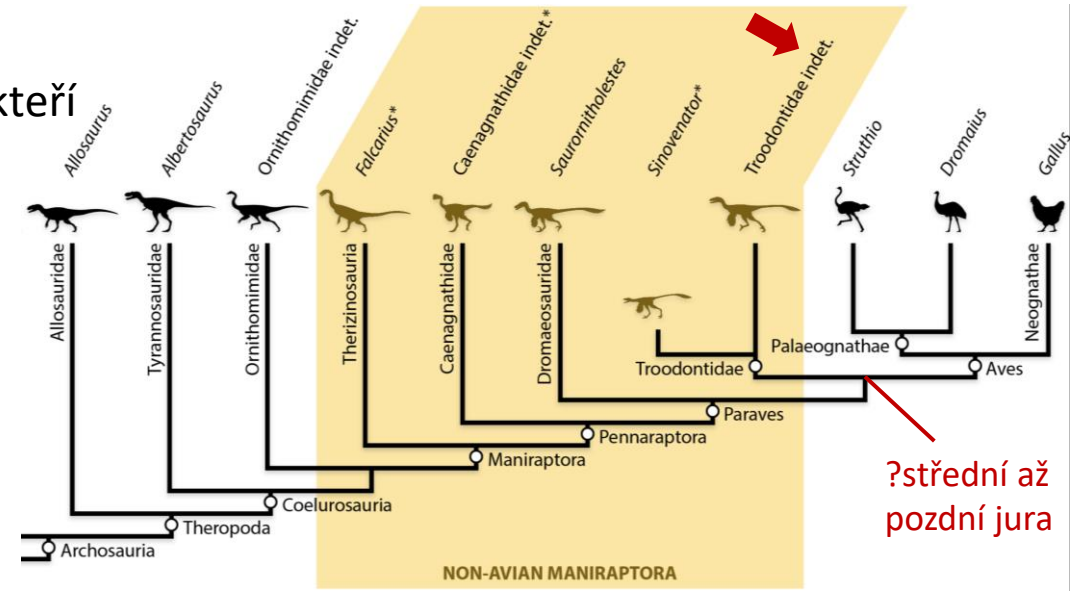 kteří
Allosaurus
Albertosaurus
Ornithomimidae indet.
Falcarius*
Caenagnathidae indet.*
Saurornitholestes
Sinovenator*
Troodontidae indet.
Struthio
Dromaius
Gallus
Allosauridae
Tyrannosauridae
Ornithomimidae
Therizinosauria
Caenagnathidae
Dromaeosauridae
Neognathae
Palaeognathae
Troodontidae
Aves
Paraves
Pennaraptora
Maniraptora
Coelurosauria
Theropoda
Archosauria
?střední až
pozdní jura
NON-AVIAN MANIRAPTORA